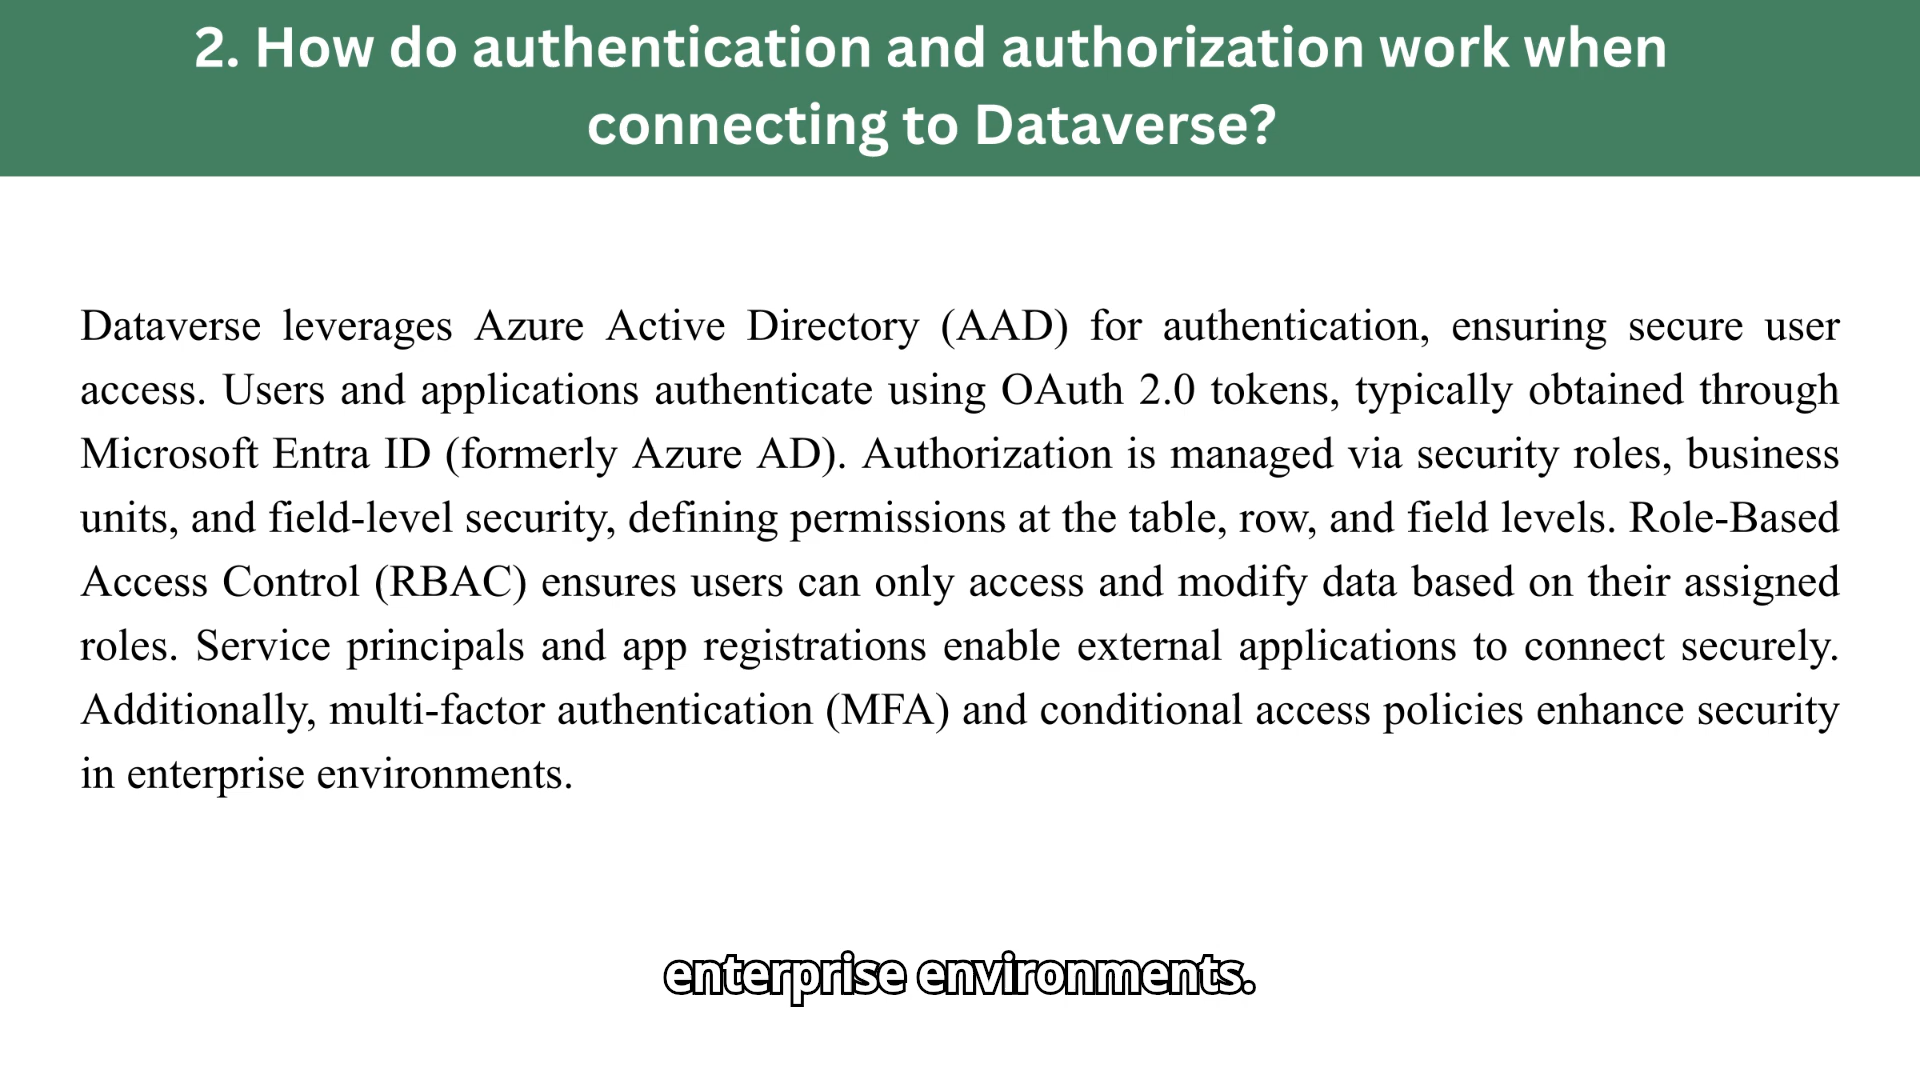 2. How do authentication and authorization work when
connecting to Dataverse?
Dataverse leverages Azure Active Directory (AAD) for authentication, ensuring secure user
access. Users and applications authenticate using OAuth 2.0 tokens, typically obtained through
Microsoft Entra ID (formerly Azure AD). Authorization is managed via security roles, business
units, and field-level security, defining permissions at the table, row, and field levels. Role-Based
Access Control (RBAC) ensures users can only access and modify data based on their assigned
roles. Service principals and app registrations enable external applications to connect securely.
Additionally, multi-factor authentication (MFA) and conditional access policies enhance security
in enterprise environments.
enterprise environments.